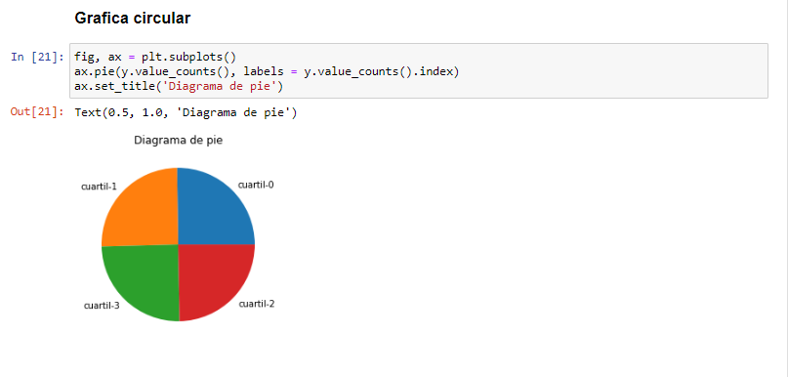 Grafica circular
In [21]: fig, ax = plt.subplots()
ax.pie(y.value_counts(), labels = y.value_counts().index)
ax.set_title('Diagrama de pie')
Out[21]: Text(0.5, 1.0, 'Diagrama de pie')
Diagrama de pie
cuartil-1
cuartil-0
cuartil-3
cuartil-2